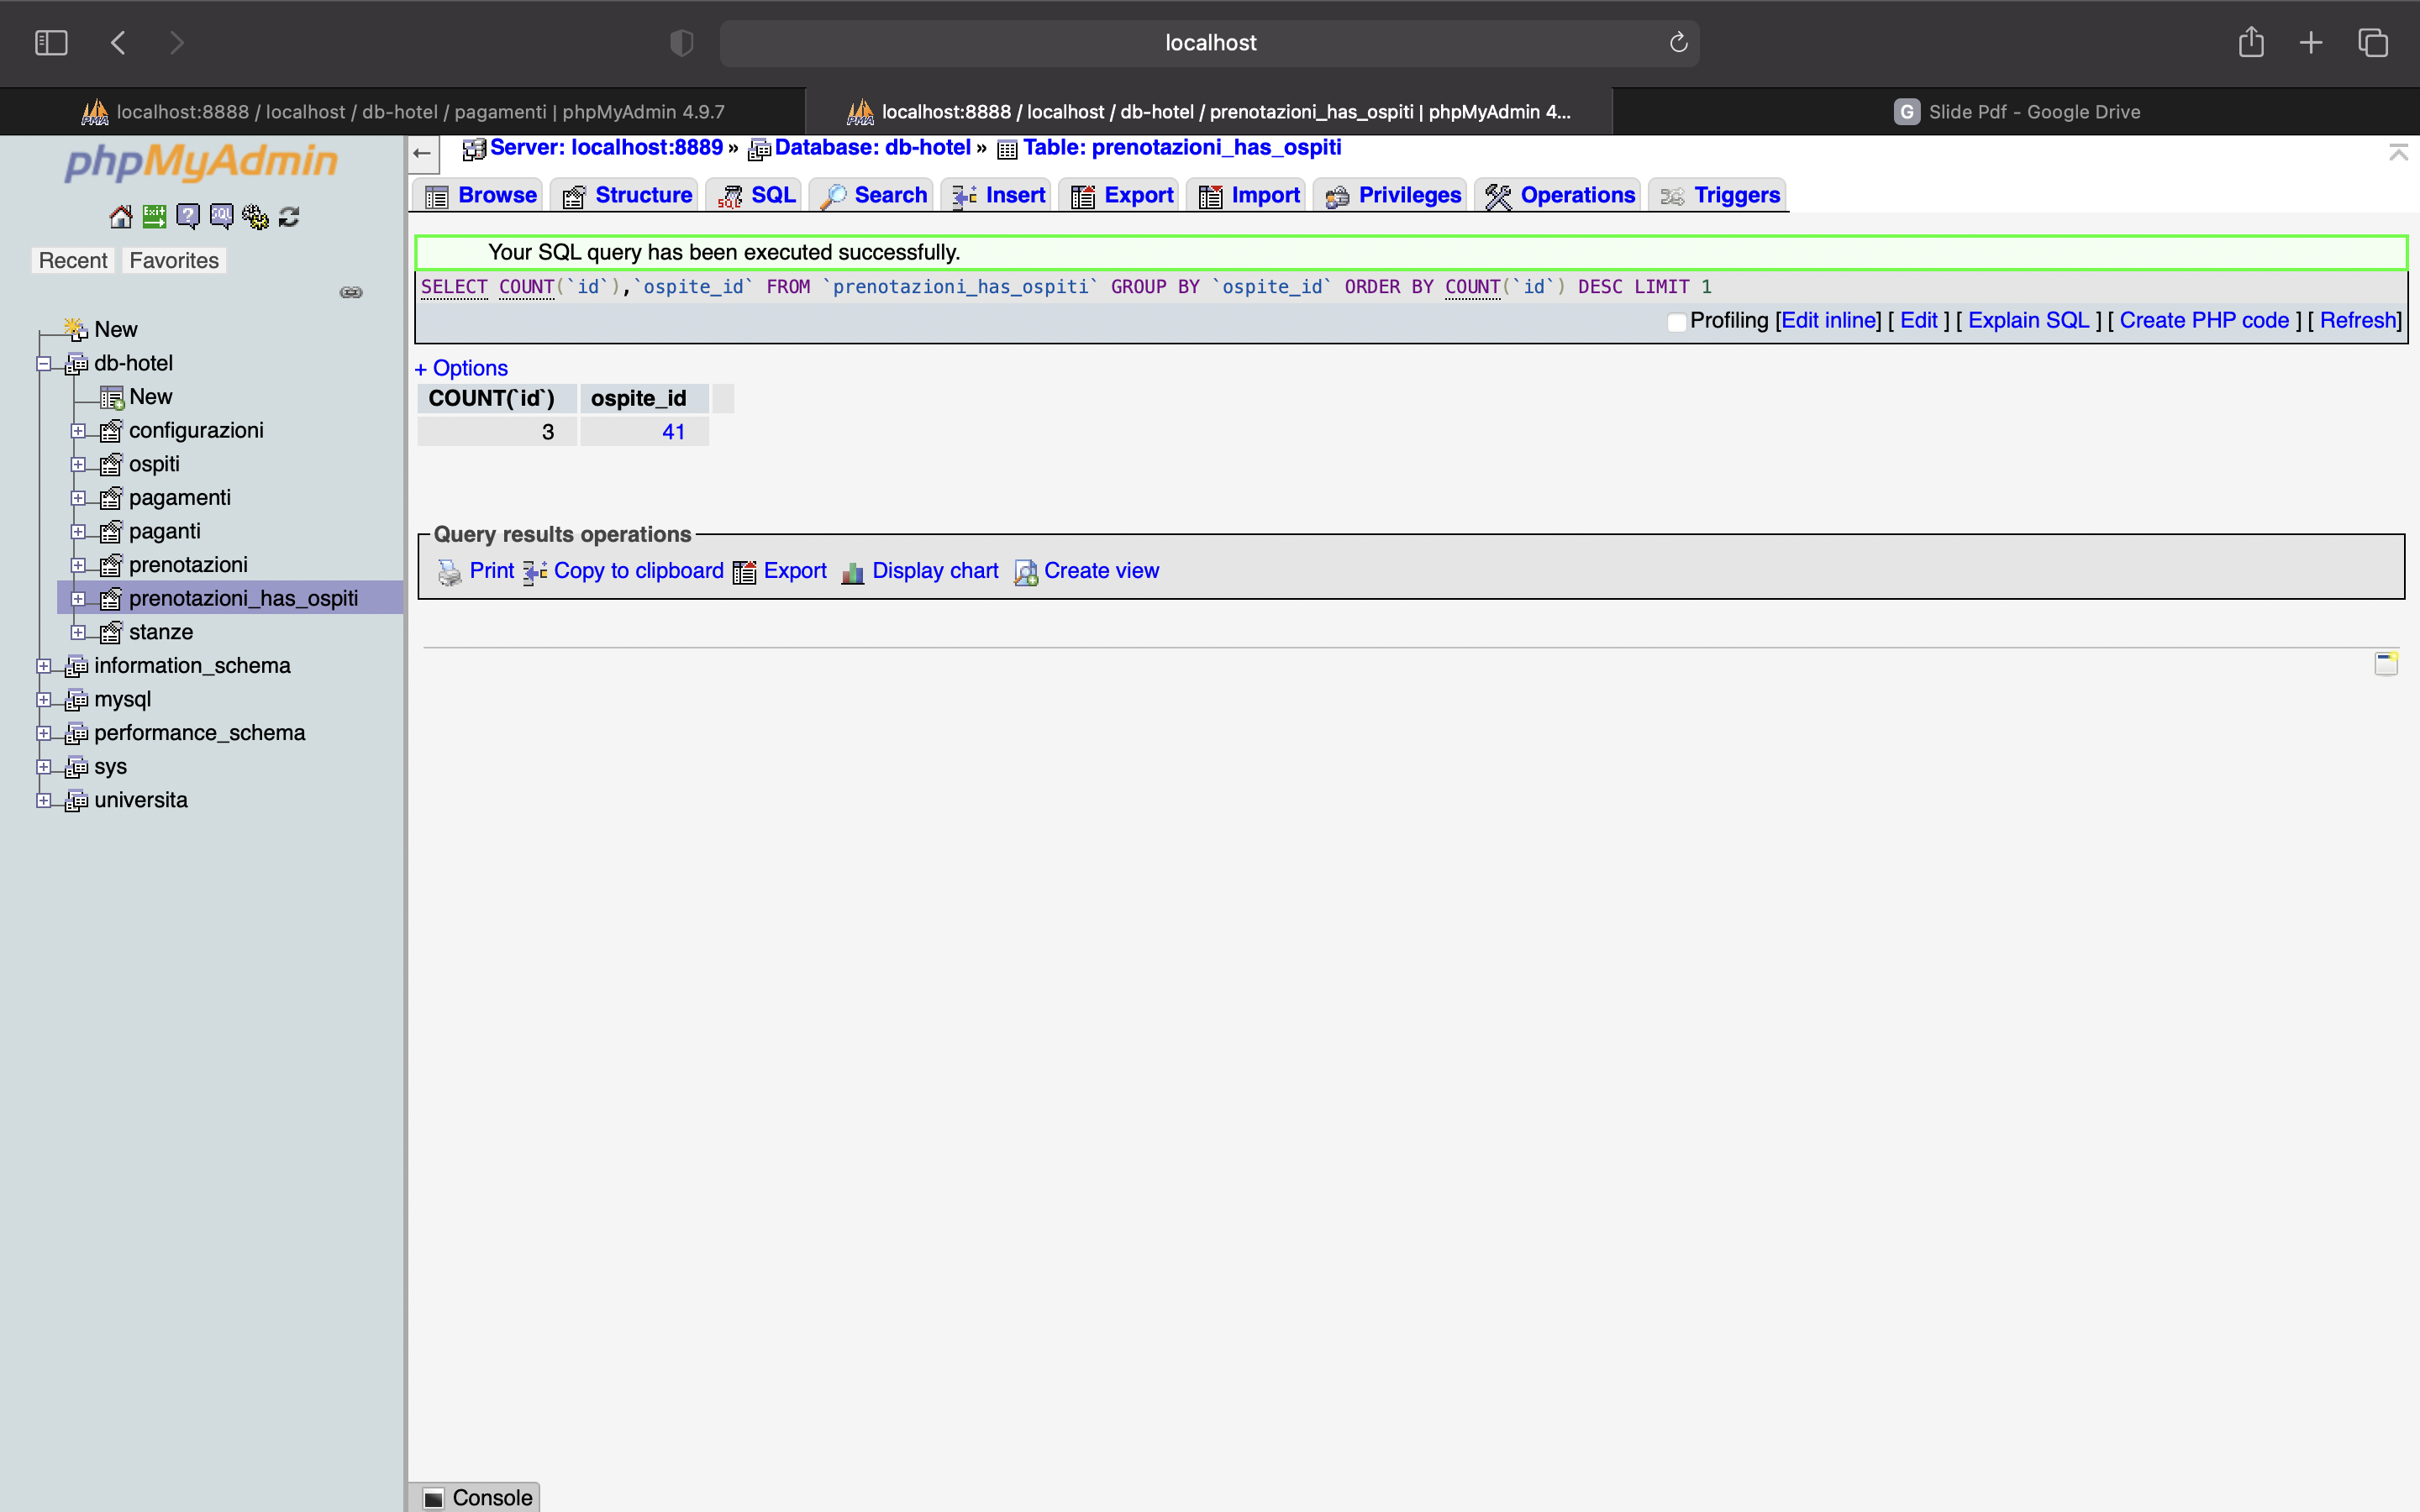 localhost
localhost:8888 / localhost / db-hotel / pagamenti | phpMyAdmin 4.9.7
localhost:8888 / localhost / db-hotel / prenotazioni_has_ospiti | phpMyAdmin 4...
G Slide Pdf - Google Drive
phpMyAdmin
Recent Favorites
New
db-hotel
New
configurazioni
ospiti
pagamenti
paganti
prenotazioni
prenotazioni_has_ospiti
stanze
information_schema
mysql
performance_schema
sys
universita
Server: localhost:8889 » Database: db-hotel » Table: prenotazioni_has_ospiti
Browse Structure SQL Search Insert Export Import Privileges Operations Triggers
Your SQL query has been executed successfully.
SELECT COUNT(`id`),`ospite_id` FROM `prenotazioni_has_ospiti` GROUP BY `ospite_id` ORDER BY COUNT(`id`) DESC LIMIT 1
Profiling [Edit inline] [ Edit ] [ Explain SQL ] [ Create PHP code ] [ Refresh]
+ Options
COUNT(`id`) ospite_id
3 41
Query results operations
Print Copy to clipboard Export Display chart Create view
Console